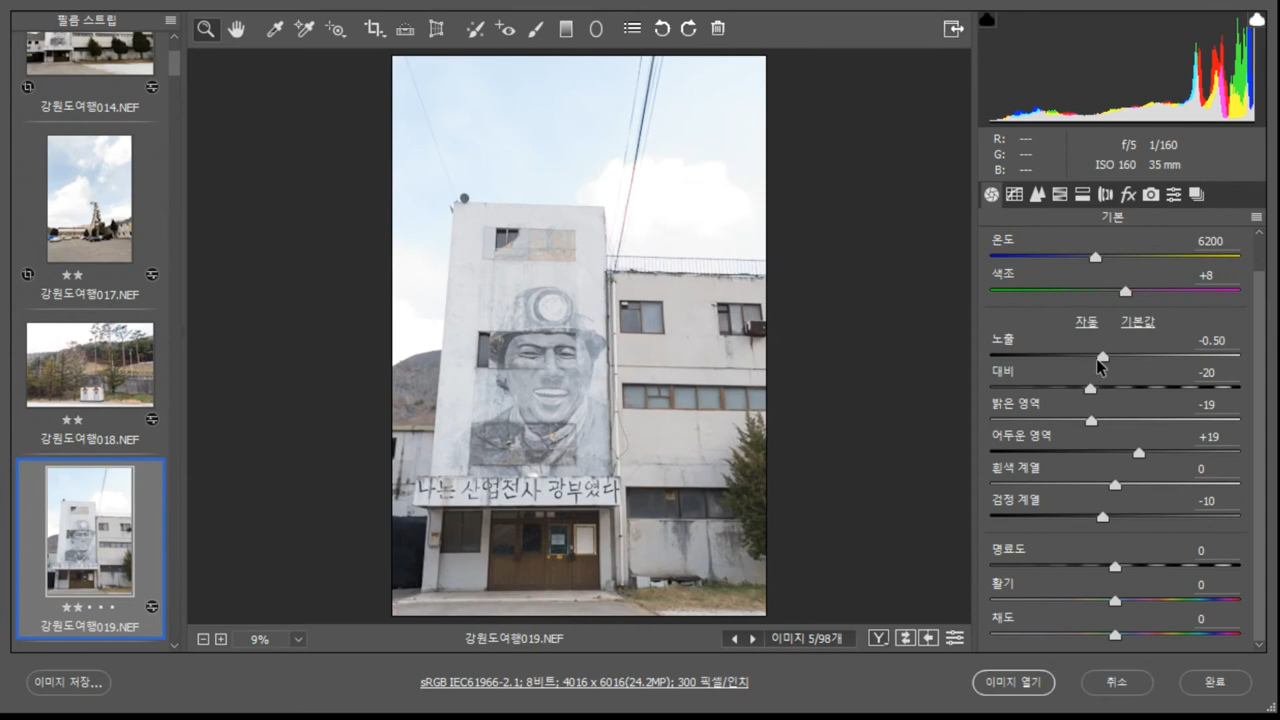 필름 스트립
강원도여행014.NEF
강원도여행017.NEF
강원도여행018.NEF
강원도여행019.NEF
나는 산업전사 광부였다
9%
강원도여행019.NEF
이미지 5/98개
Y
R: ---
G: ---
B: ---
f/5 1/160
ISO 160 35 mm
fx
기본
온도 6200
색조 +8
자동 기본값
노출 -0.50
대비 -20
밝은 영역 -19
어두운 영역 +19
흰색 계열 0
검정 계열 -10
명료도 0
활기 0
채도 0
이미지 저장...
sRGB IEC61966-2.1; 8비트; 4016 x 6016(24.2MP); 300 픽셀/인치
이미지 열기
취소
완료